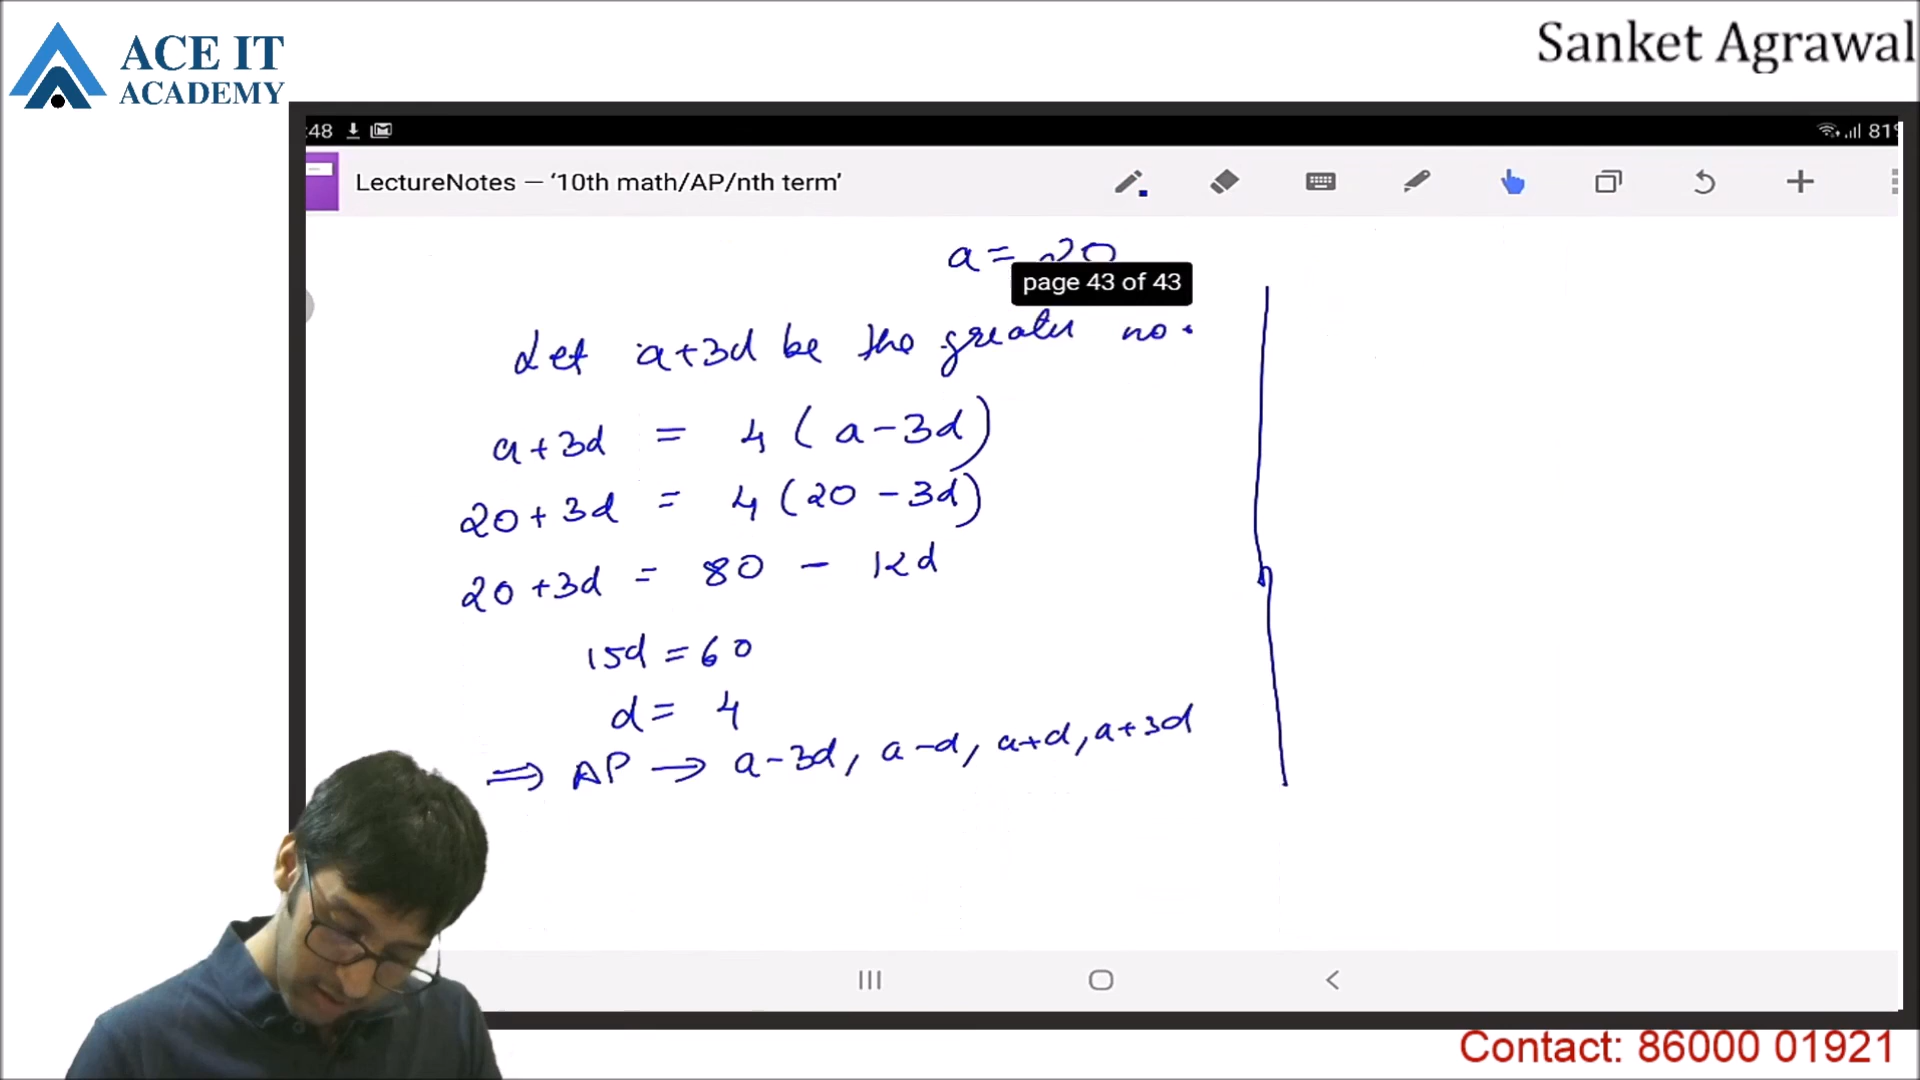 ACE IT
ACADEMY
Sanket Agrawal
:48
81%
LectureNotes – ‘10th math/AP/nth term’
a = 20
page 43 of 43
Let a+3d be the greater no.
a+3d = 4 ( a-3d)
20+3d = 4 (20 -3d)
20 +3d = 80 - 12d
15d = 60
d = 4
⇒ AP → a-3d, a-d, a+d, a+3d
Contact: 86000 01921